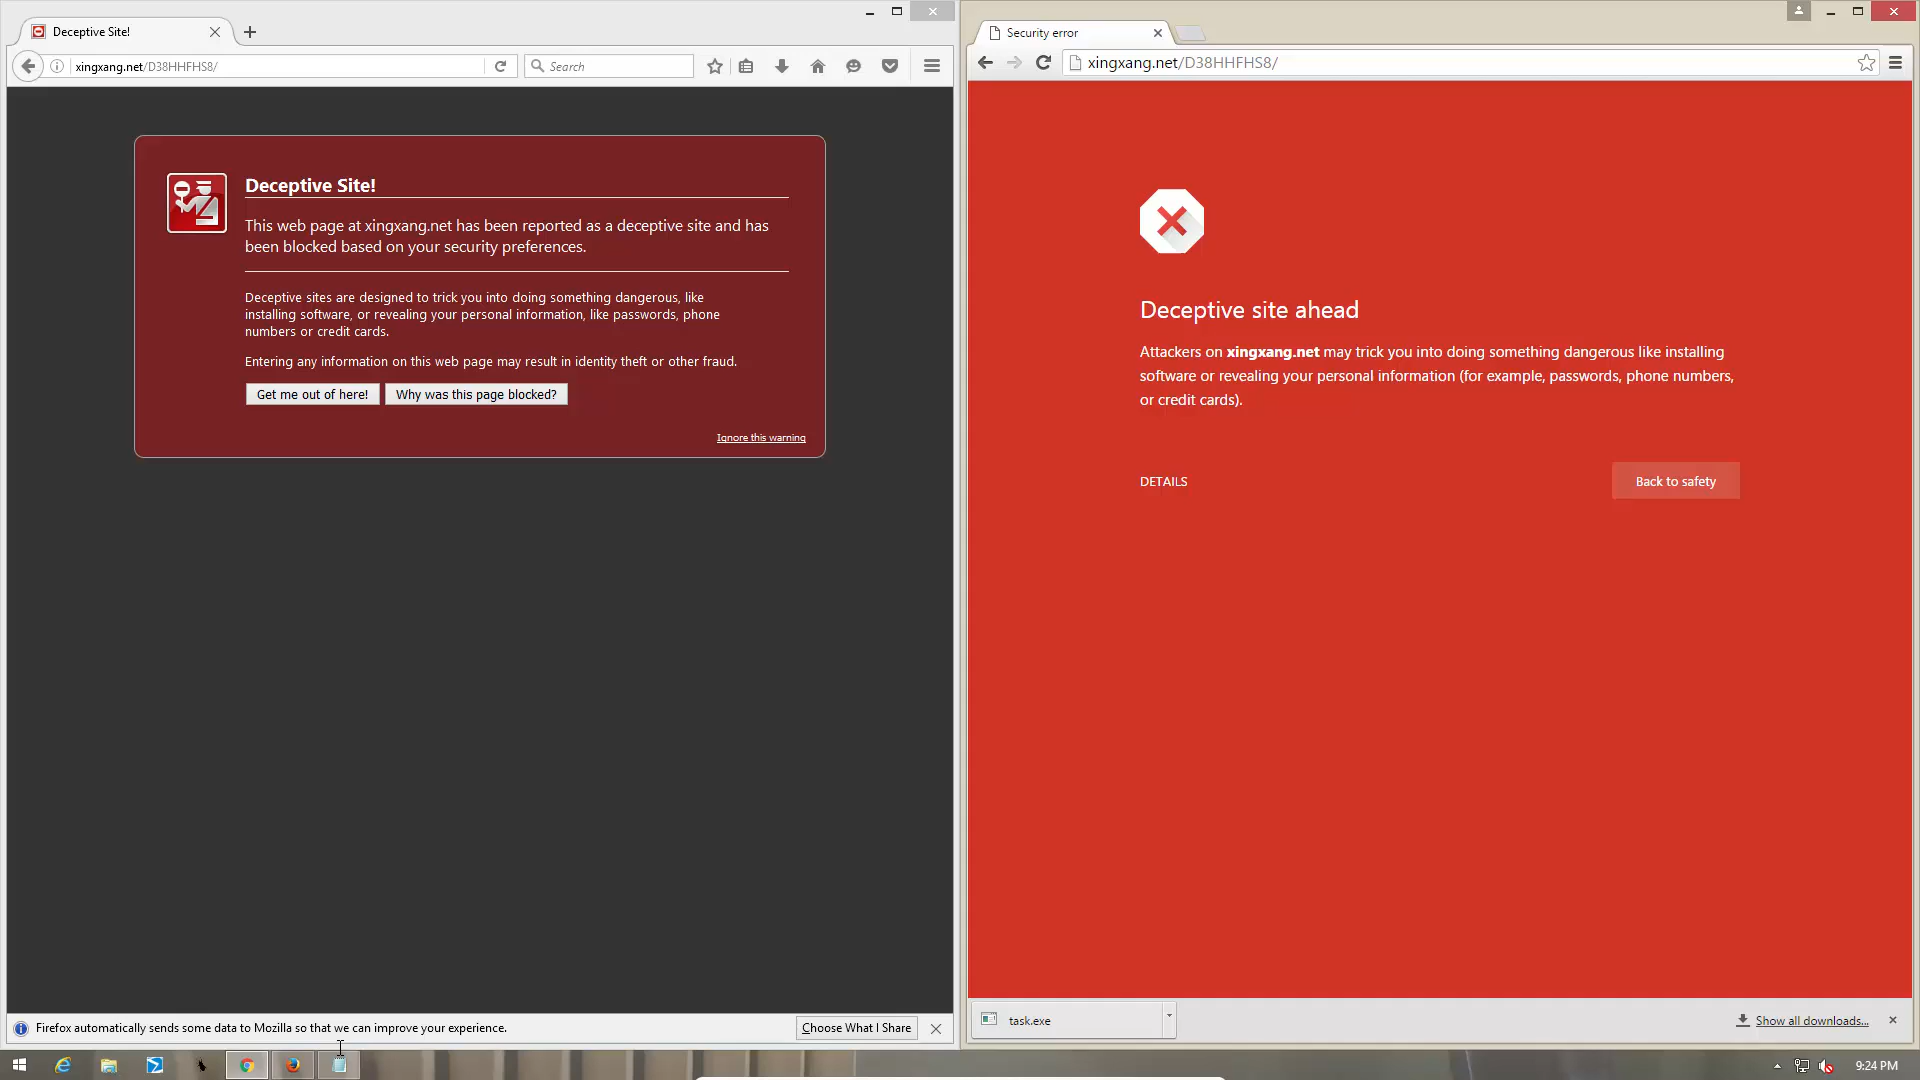 Deceptive Site!
xingxang.net/D38HHFHS8/
Search
Deceptive Site!
This web page at xingxang.net has been reported as a deceptive site and has
been blocked based on your security preferences.
Deceptive sites are designed to trick you into doing something dangerous, like
installing software, or revealing your personal information, like passwords, phone
numbers or credit cards.
Entering any information on this web page may result in identity theft or other fraud.
Get me out of here!
Why was this page blocked?
Ignore this warning
Firefox automatically sends some data to Mozilla so that we can improve your experience.
Choose What I Share
Security error
xingxang.net/D38HHFHS8/
Deceptive site ahead
Attackers on xingxang.net may trick you into doing something dangerous like installing
software or revealing your personal information (for example, passwords, phone numbers,
or credit cards).
DETAILS
Back to safety
task.exe
Show all downloads...
9:24 PM